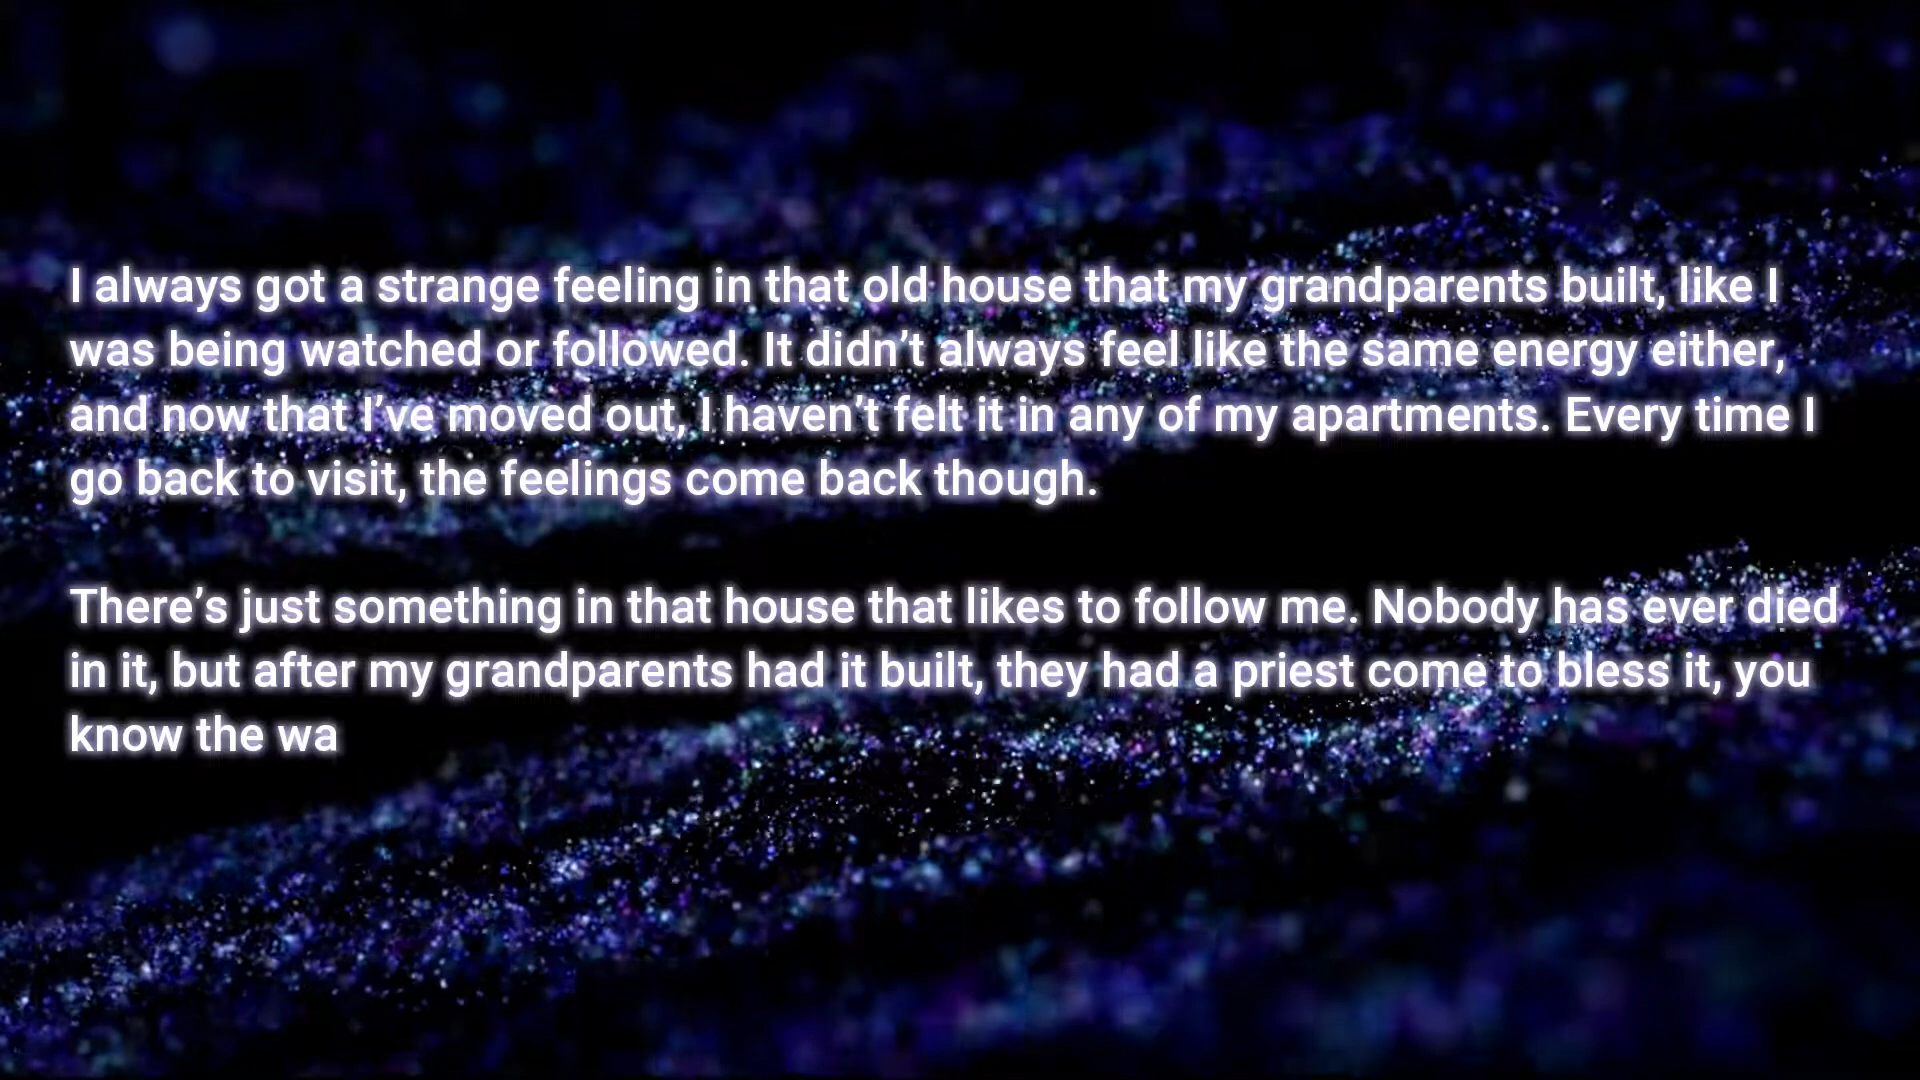 I always got a strange feeling in that old house that my grandparents built, like I
was being watched or followed. It didn’t always feel like the same energy either,
and now that I’ve moved out, I haven’t felt it in any of my apartments. Every time I
go back to visit, the feelings come back though.
There’s just something in that house that likes to follow me. Nobody has ever died
in it, but after my grandparents had it built, they had a priest come to bless it, you
know the wa